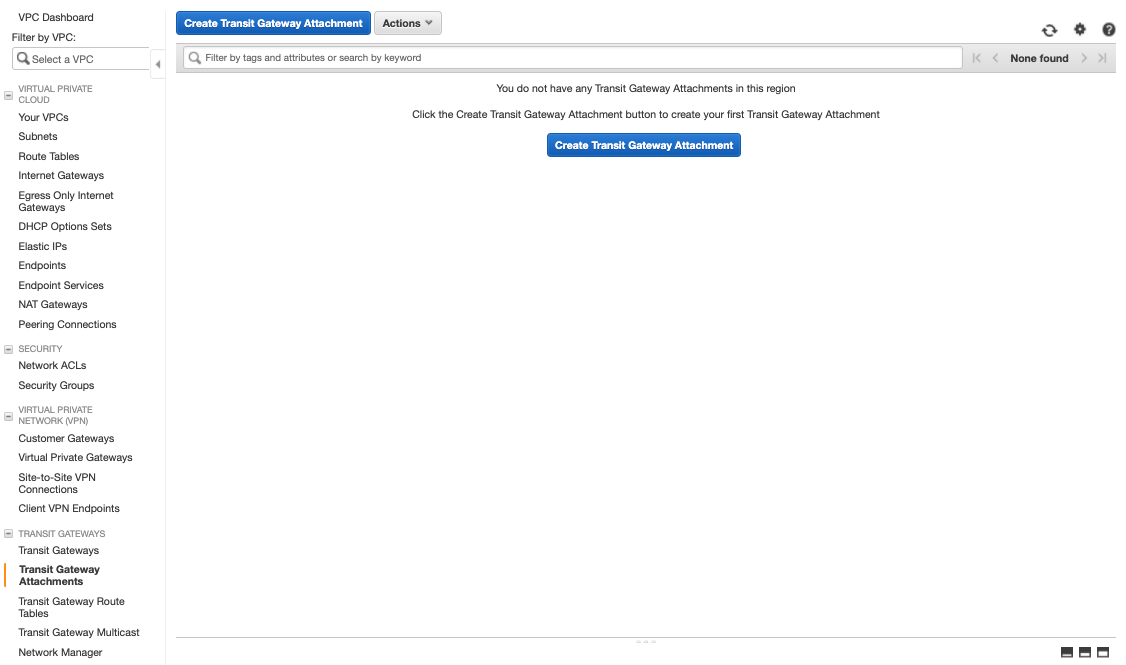 VPC Dashboard
Filter by VPC:
Select a VPC
VIRTUAL PRIVATE
CLOUD
Your VPCs
Subnets
Route Tables
Internet Gateways
Egress Only Internet
Gateways
DHCP Options Sets
Elastic IPs
Endpoints
Endpoint Services
NAT Gateways
Peering Connections
SECURITY
Network ACLs
Security Groups
VIRTUAL PRIVATE
NETWORK (VPN)
Customer Gateways
Virtual Private Gateways
Site-to-Site VPN
Connections
Client VPN Endpoints
TRANSIT GATEWAYS
Transit Gateways
Transit Gateway
Attachments
Transit Gateway Route
Tables
Transit Gateway Multicast
Network Manager
Create Transit Gateway Attachment
Actions
Filter by tags and attributes or search by keyword
None found
You do not have any Transit Gateway Attachments in this region
Click the Create Transit Gateway Attachment button to create your first Transit Gateway Attachment
Create Transit Gateway Attachment